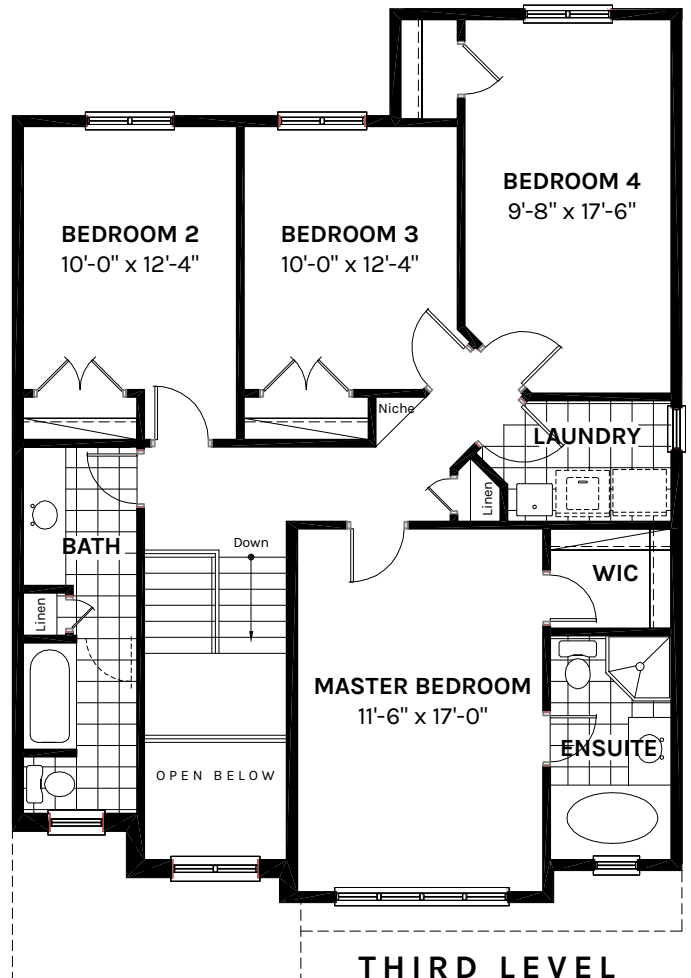 BEDROOM 4
9'-8" x 17'-6"
BEDROOM 2
10'-0" x 12'-4"
BEDROOM 3
10'-0" x 12'-4"
Niche
LAUNDRY
Linen
BATH
Down
WIC
Linen
MASTER BEDROOM
11'-6" x 17'-0"
ENSUITE
OPEN BELOW
THIRD LEVEL